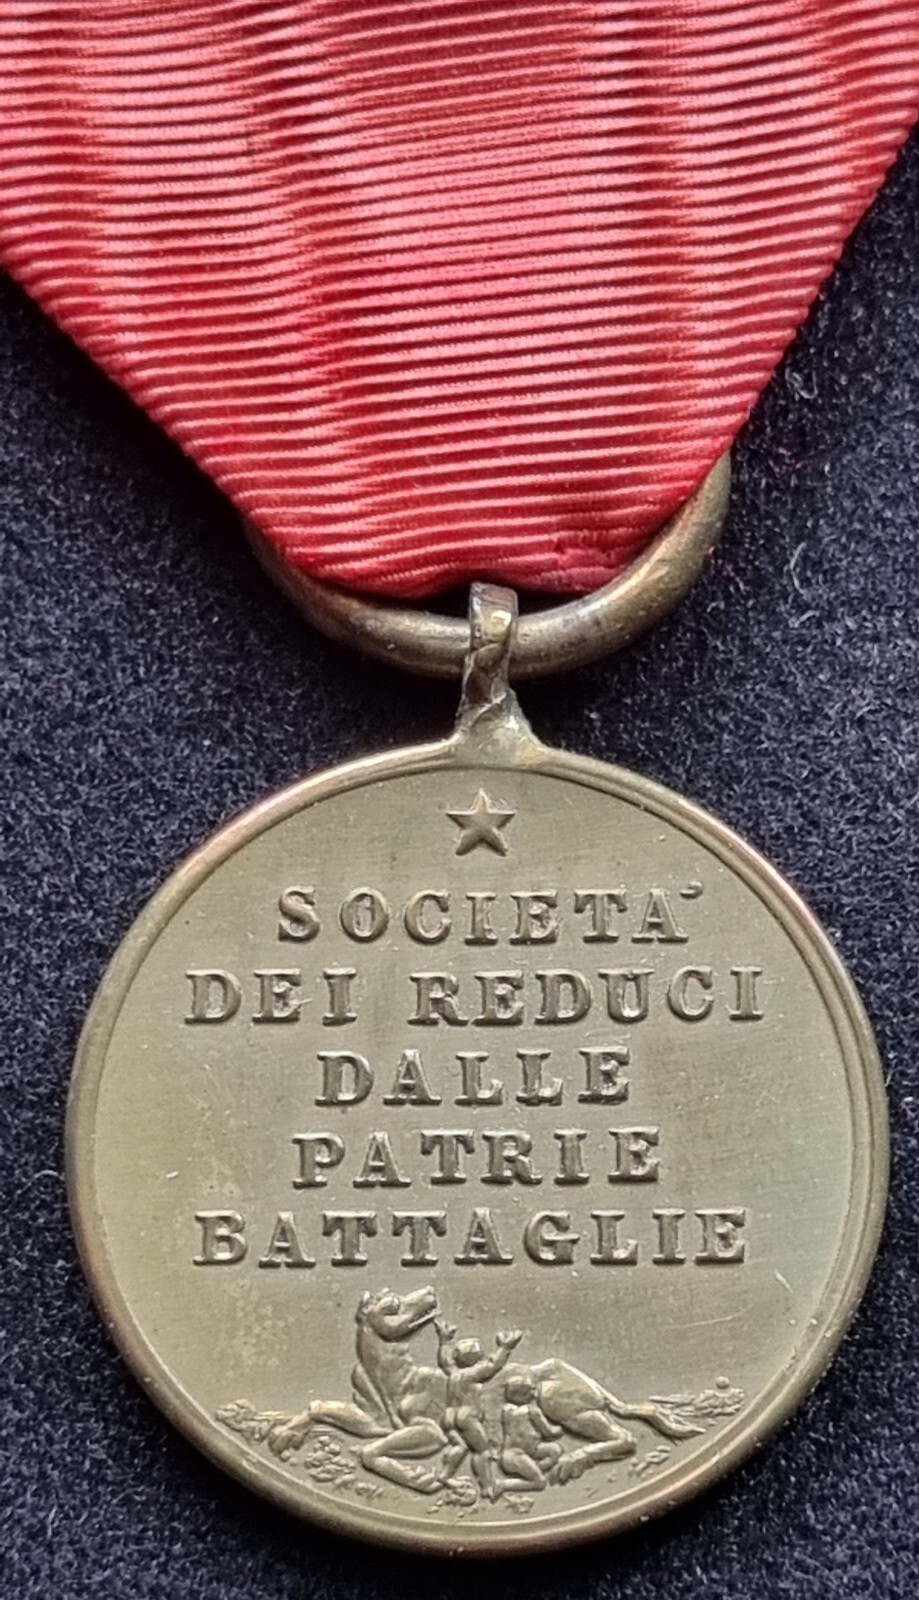 SOCIETA'
DEI REDUCI
DALLE
PATRIE
BATTAGLIE